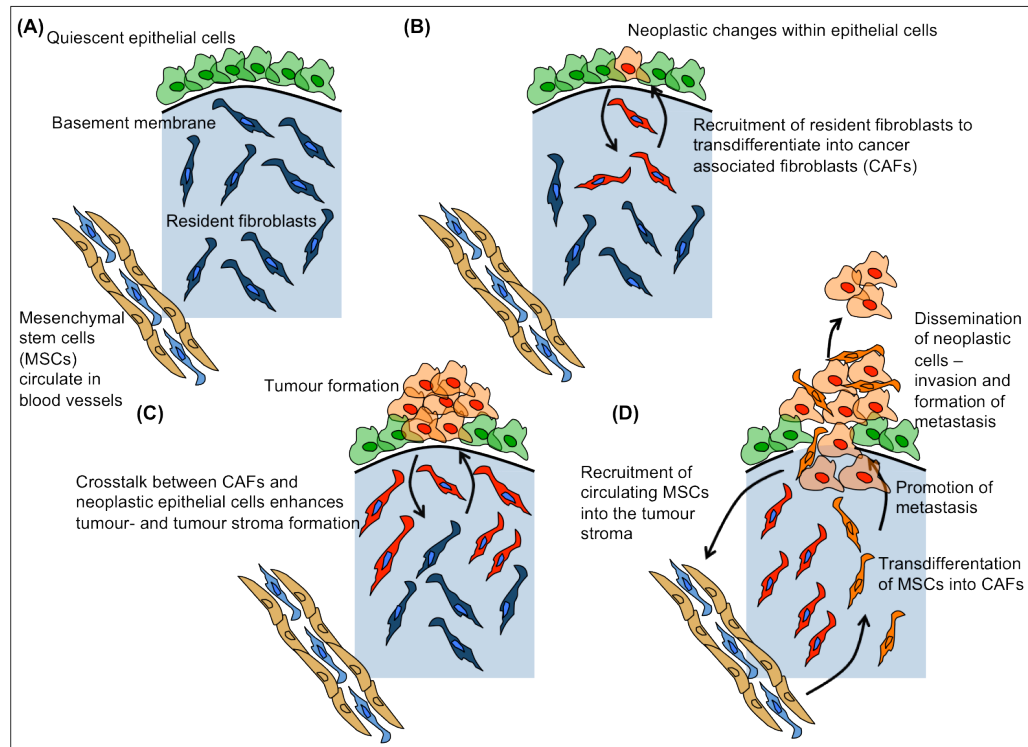 (A)
Quiescent epithelial cells
Basement membrane
Resident fibroblasts
Mesenchymal
stem cells
(MSCs)
circulate in
blood vessels
(B)
Neoplastic changes within epithelial cells
Recruitment of resident fibroblasts to
transdifferentiate into cancer
associated fibroblasts (CAFs)
(C)
Tumour formation
Crosstalk between CAFs and
neoplastic epithelial cells enhances
tumour- and tumour stroma formation
(D)
Dissemination
of neoplastic
cells –
invasion and
formation of
metastasis
Recruitment of
circulating MSCs
into the tumour
stroma
Promotion of
metastasis
Transdifferentation
of MSCs into CAFs